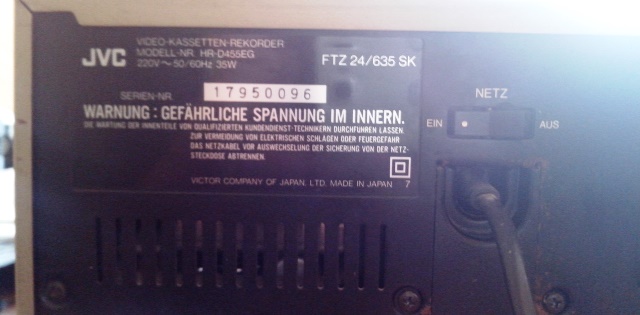 JVC
VIDEO-KASSETTEN-REKORDER
MODELL-NR. HR-D455EG
220V~50/60Hz 35W
FTZ 24/635 SK
SERIEN-NR.
17950096
WARNUNG: GEFÄHRLICHE SPANNUNG IM INNERN.
DIE WARTUNG DER INNENTEILE VON QUALIFIZIERTEN KUNDENDIENST-TECHNIKERN DURCHFÜHREN LASSEN.
ZUR VERMEIDUNG VON ELEKTRISCHEN SCHLÄGEN ODER FEUERGEFAHR
DAS NETZKABEL VOR AUSWECHSELUNG DER SICHERUNG VON DER NETZ-
STECKDOSE ABTRENNEN.
VICTOR COMPANY OF JAPAN, LTD. MADE IN JAPAN 7
NETZ
EIN
AUS